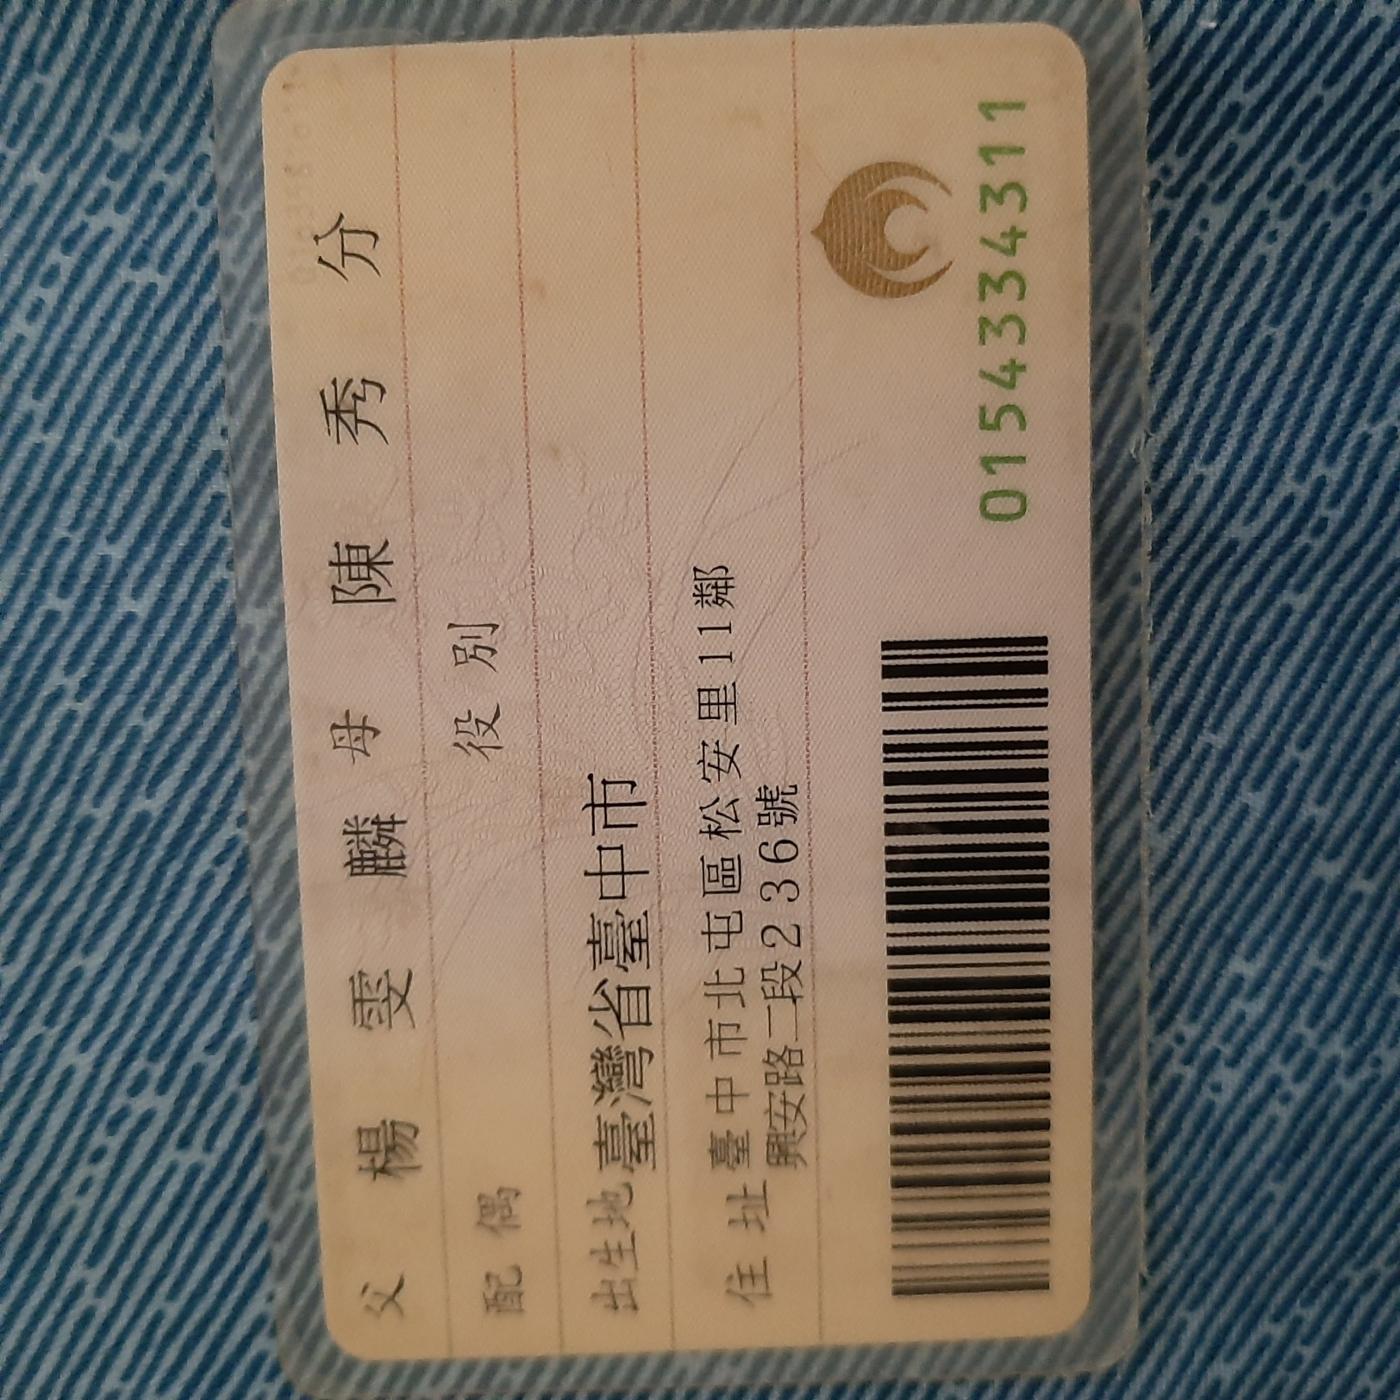 父 楊雯麟 母 陳秀分
配偶 役別
出生地 臺灣省臺中市
住址 臺中市北屯區松安里11鄰
興安路二段236號
0154334311